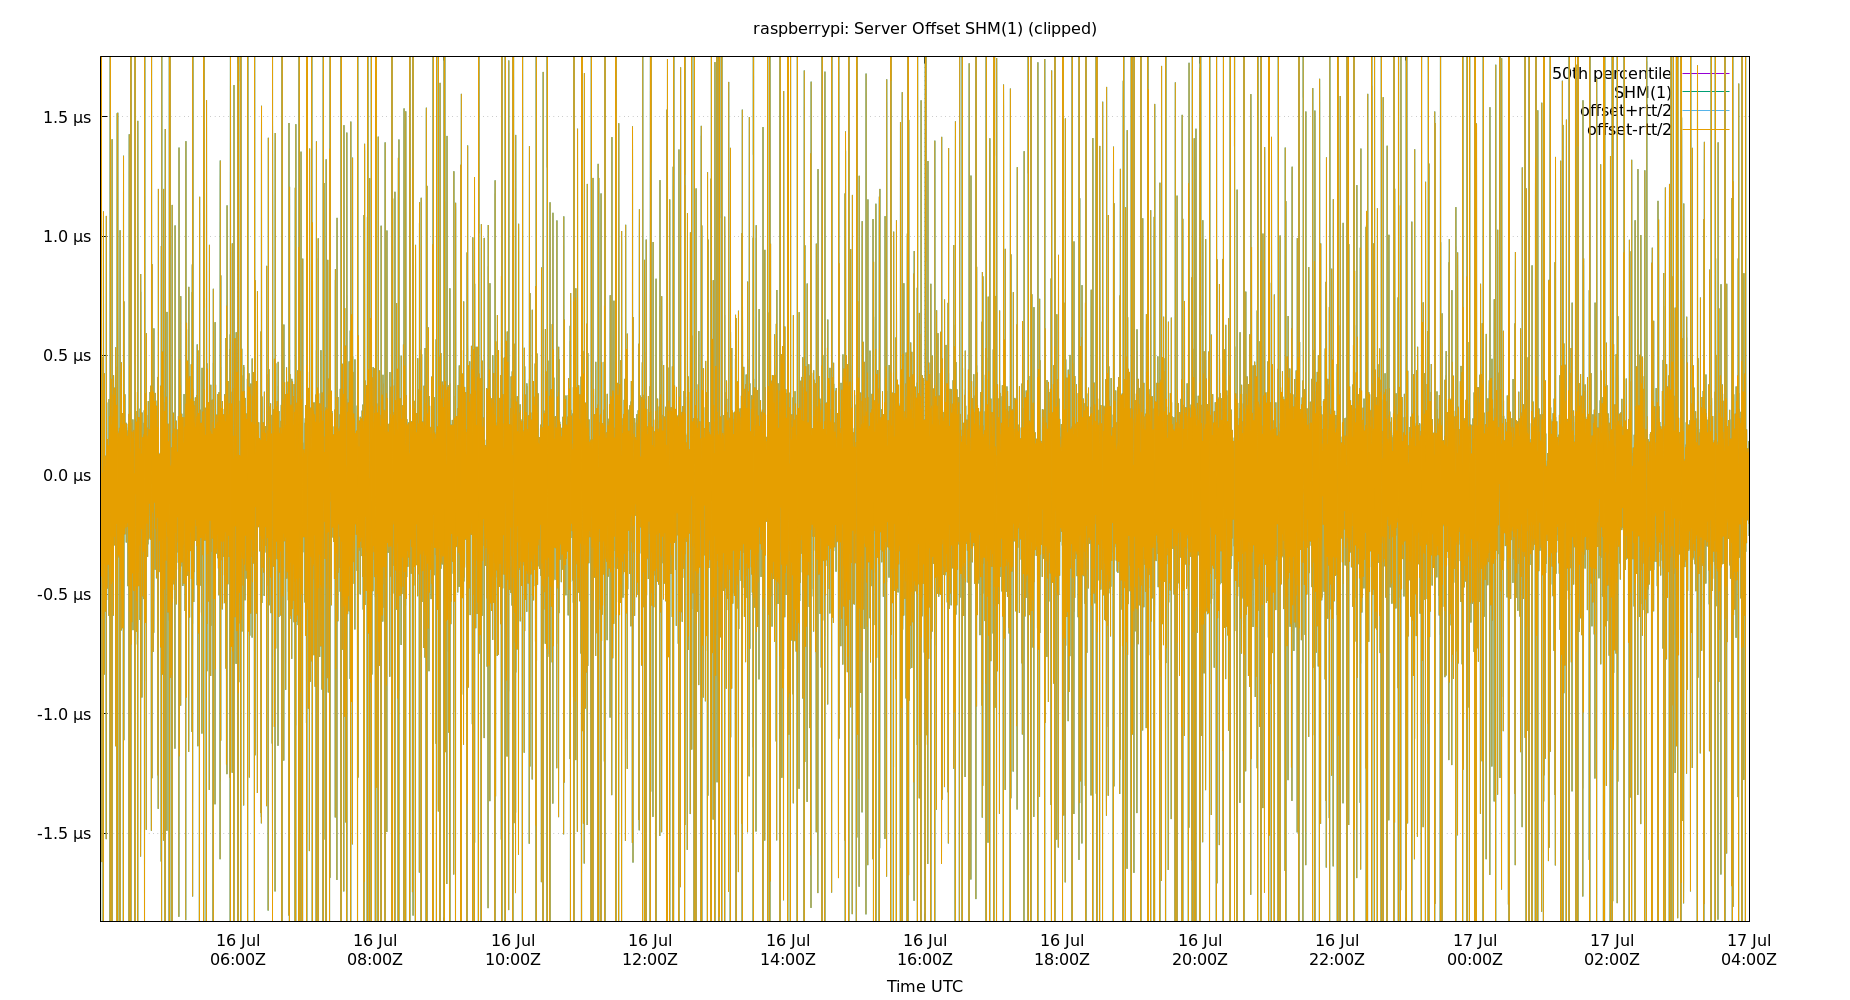 raspberrypi: Server Offset SHM(1) (clipped)
50th percentile
SHM(1)
offset+rtt/2
offset-rtt/2
1.5 µs
1.0 µs
0.5 µs
0.0 µs
-0.5 µs
-1.0 µs
-1.5 µs
16 Jul 16 Jul 16 Jul 16 Jul 16 Jul 16 Jul 16 Jul 16 Jul 16 Jul 17 Jul 17 Jul 17 Jul
06:00Z 08:00Z 10:00Z 12:00Z 14:00Z 16:00Z 18:00Z 20:00Z 22:00Z 00:00Z 02:00Z 04:00Z
Time UTC